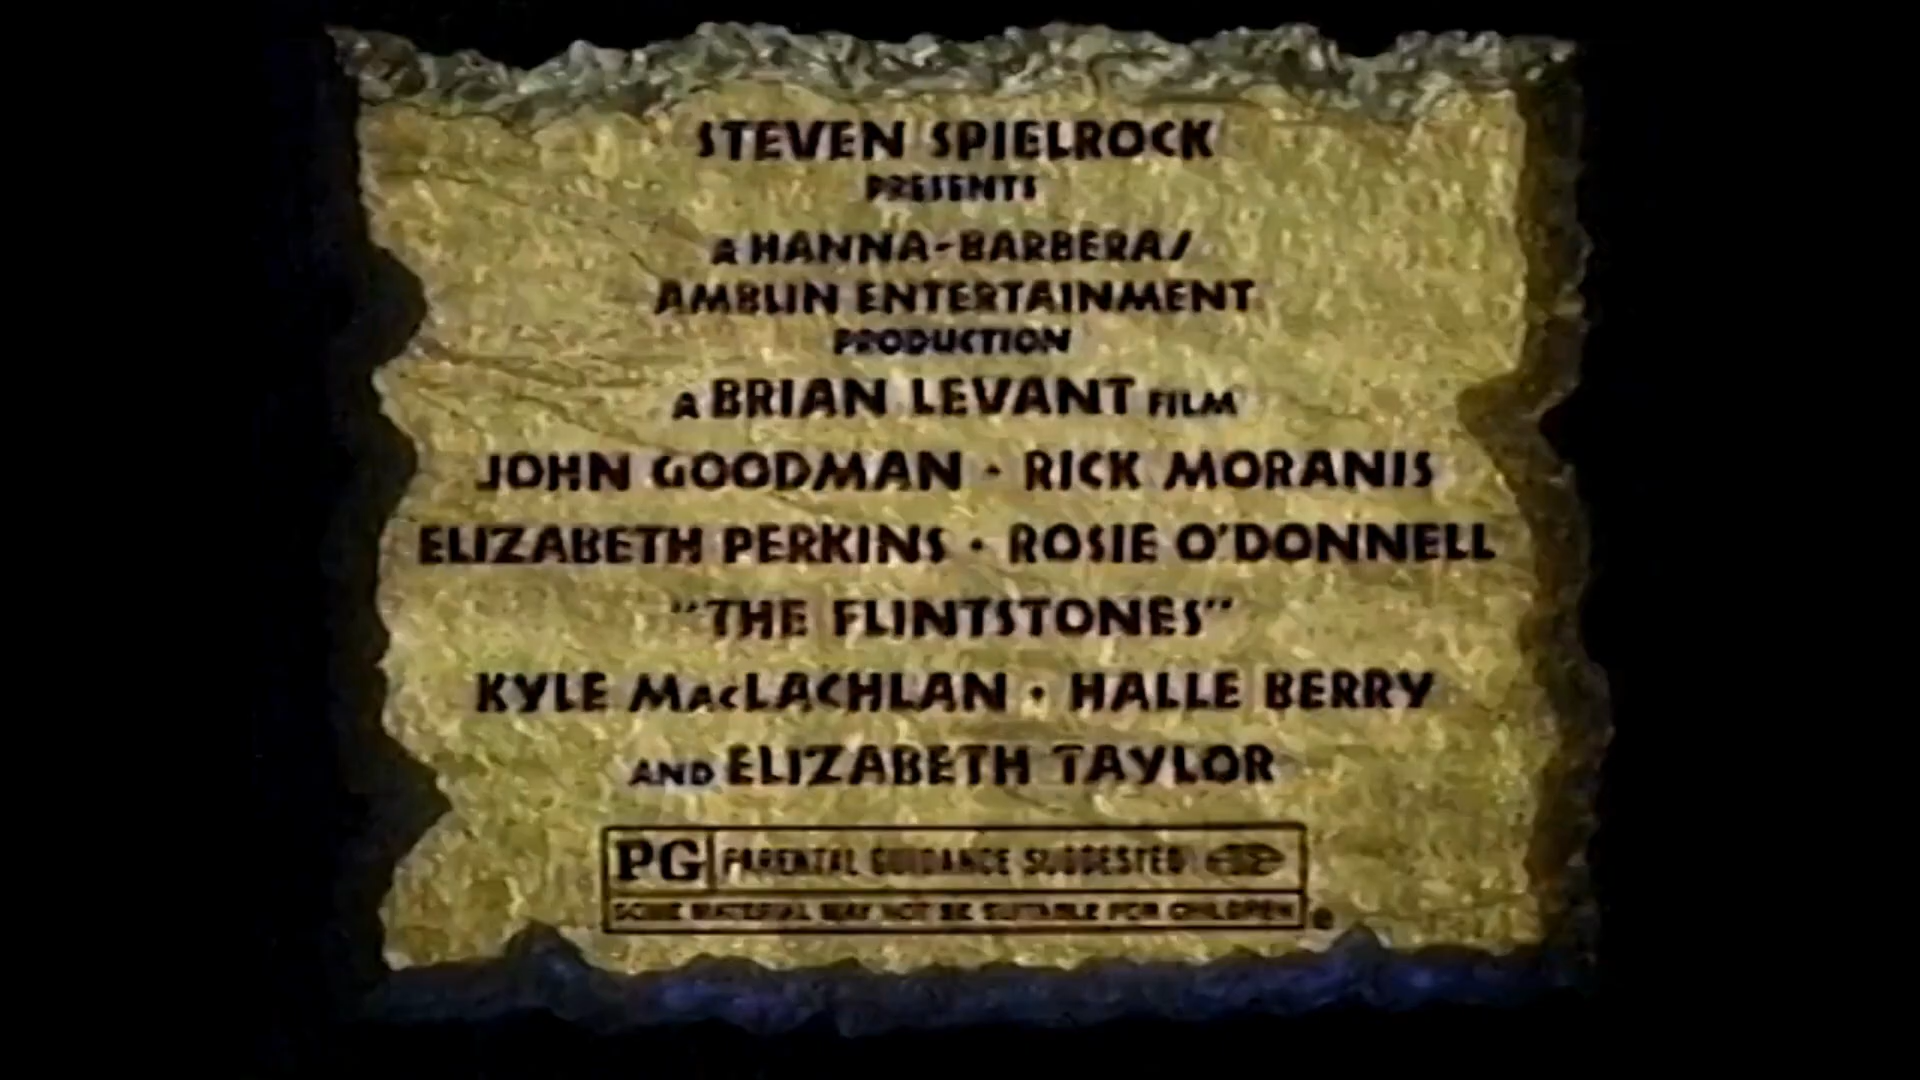 STEVEN SPIELROCK
PRESENTS
A HANNA-BARBERA/
AMBLIN ENTERTAINMENT
PRODUCTION
A BRIAN LEVANT FILM
JOHN GOODMAN · RICK MORANIS
ELIZABETH PERKINS · ROSIE O'DONNELL
"THE FLINTSTONES"
KYLE MacLACHLAN · HALLE BERRY
AND ELIZABETH TAYLOR
PG PARENTAL GUIDANCE SUGGESTED
SOME MATERIAL MAY NOT BE SUITABLE FOR CHILDREN